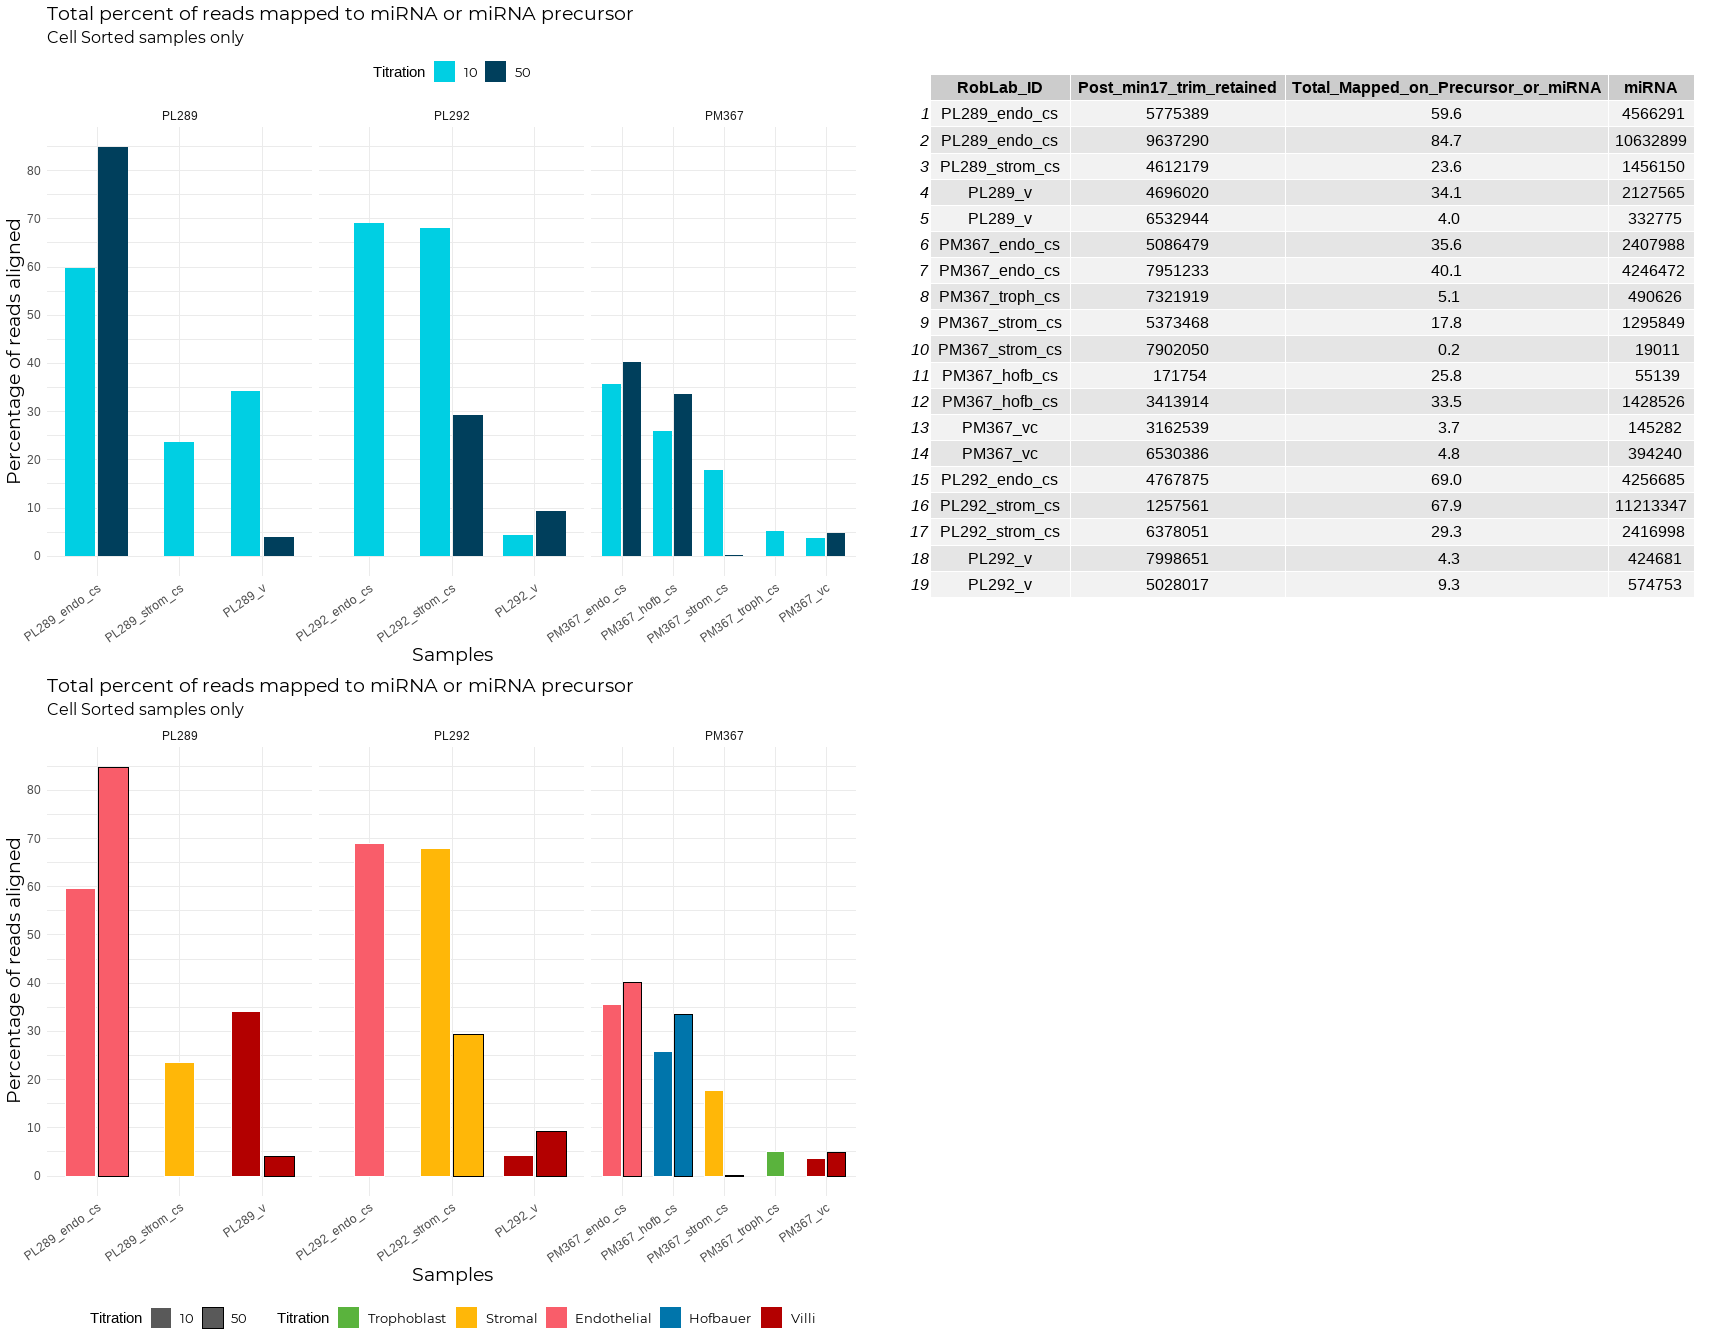 Total percent of reads mapped to miRNA or miRNA precursor
Cell Sorted samples only
Titration 10 50
PL289 PL292 PM367
Percentage of reads aligned
80
70
60
50
40
30
20
10
0
PL289_endo_cs PL289_strom_cs PL289_v PL292_endo_cs PL292_strom_cs PL292_v PM367_endo_cs PM367_hofb_cs PM367_strom_cs PM367_troph_cs PM367_vc
Samples
RobLab_ID Post_min17_trim_retained Total_Mapped_on_Precursor_or_miRNA miRNA
1 PL289_endo_cs 5775389 59.6 4566291
2 PL289_endo_cs 9637290 84.7 10632899
3 PL289_strom_cs 4612179 23.6 1456150
4 PL289_v 4696020 34.1 2127565
5 PL289_v 6532944 4.0 332775
6 PM367_endo_cs 5086479 35.6 2407988
7 PM367_endo_cs 7951233 40.1 4246472
8 PM367_troph_cs 7321919 5.1 490626
9 PM367_strom_cs 5373468 17.8 1295849
10 PM367_strom_cs 7902050 0.2 19011
11 PM367_hofb_cs 171754 25.8 55139
12 PM367_hofb_cs 3413914 33.5 1428526
13 PM367_vc 3162539 3.7 145282
14 PM367_vc 6530386 4.8 394240
15 PL292_endo_cs 4767875 69.0 4256685
16 PL292_strom_cs 1257561 67.9 11213347
17 PL292_strom_cs 6378051 29.3 2416998
18 PL292_v 7998651 4.3 424681
19 PL292_v 5028017 9.3 574753
Total percent of reads mapped to miRNA or miRNA precursor
Cell Sorted samples only
PL289 PL292 PM367
Percentage of reads aligned
80
70
60
50
40
30
20
10
0
PL289_endo_cs PL289_strom_cs PL289_v PL292_endo_cs PL292_strom_cs PL292_v PM367_endo_cs PM367_hofb_cs PM367_strom_cs PM367_troph_cs PM367_vc
Samples
Titration 10 50 Titration Trophoblast Stromal Endothelial Hofbauer Villi